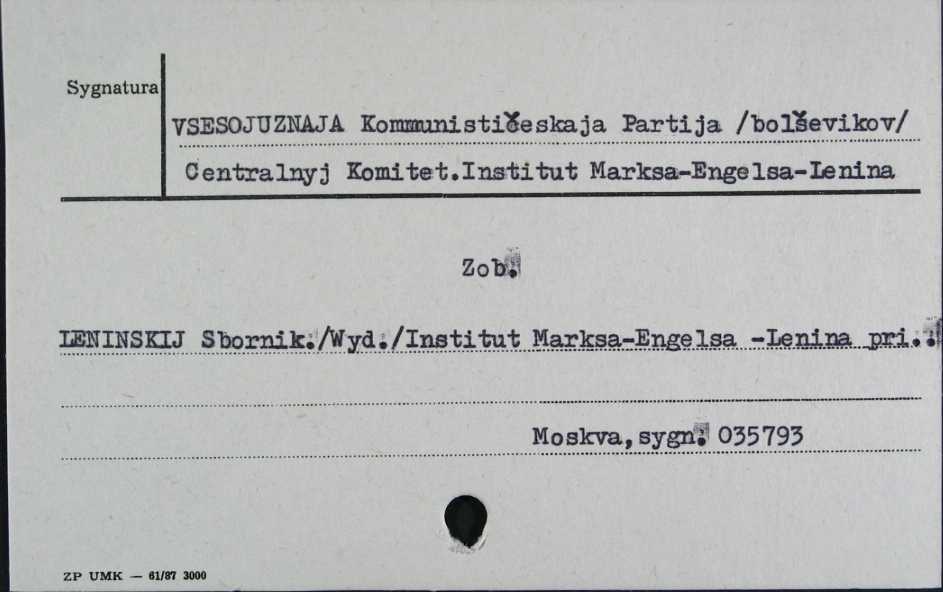 Sygnatura
VSESOJUZNAJA Kommunističeskaja Partija /bolševikov/
Centralnyj Komitet.Institut Marksa-Engelsa-Lenina
Zob.
LENINSKIJ Sbornik./Wyd./Institut Marksa-Engelsa -Lenina pri..
Moskva,sygn. 035793
ZP UMK — 61/87 3000